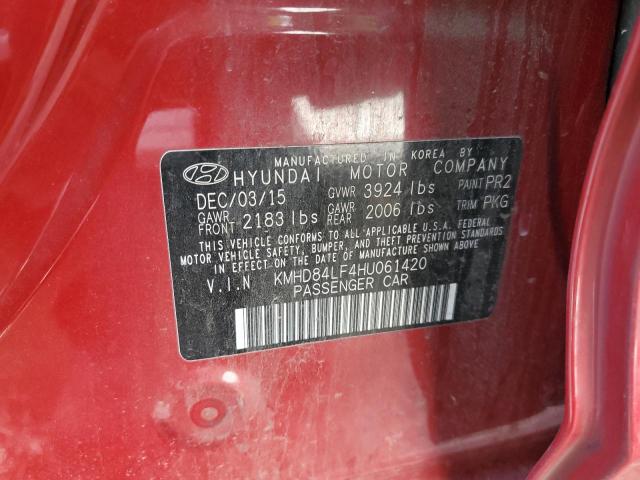 MANUFACTURED IN KOREA BY
HYUNDAI MOTOR COMPANY
DEC/03/15 GVWR 3924 lbs PAINT PR2
GAWR FRONT 2183 lbs GAWR REAR 2006 lbs TRIM PKG
THIS VEHICLE CONFORMS TO ALL APPLICABLE U.S.A. FEDERAL
MOTOR VEHICLE SAFETY, BUMPER, AND THEFT PREVENTION STANDARDS
IN EFFECT ON THE DATE OF MANUFACTURE SHOWN ABOVE.
V.I.N KMHD84LF4HU061420
PASSENGER CAR